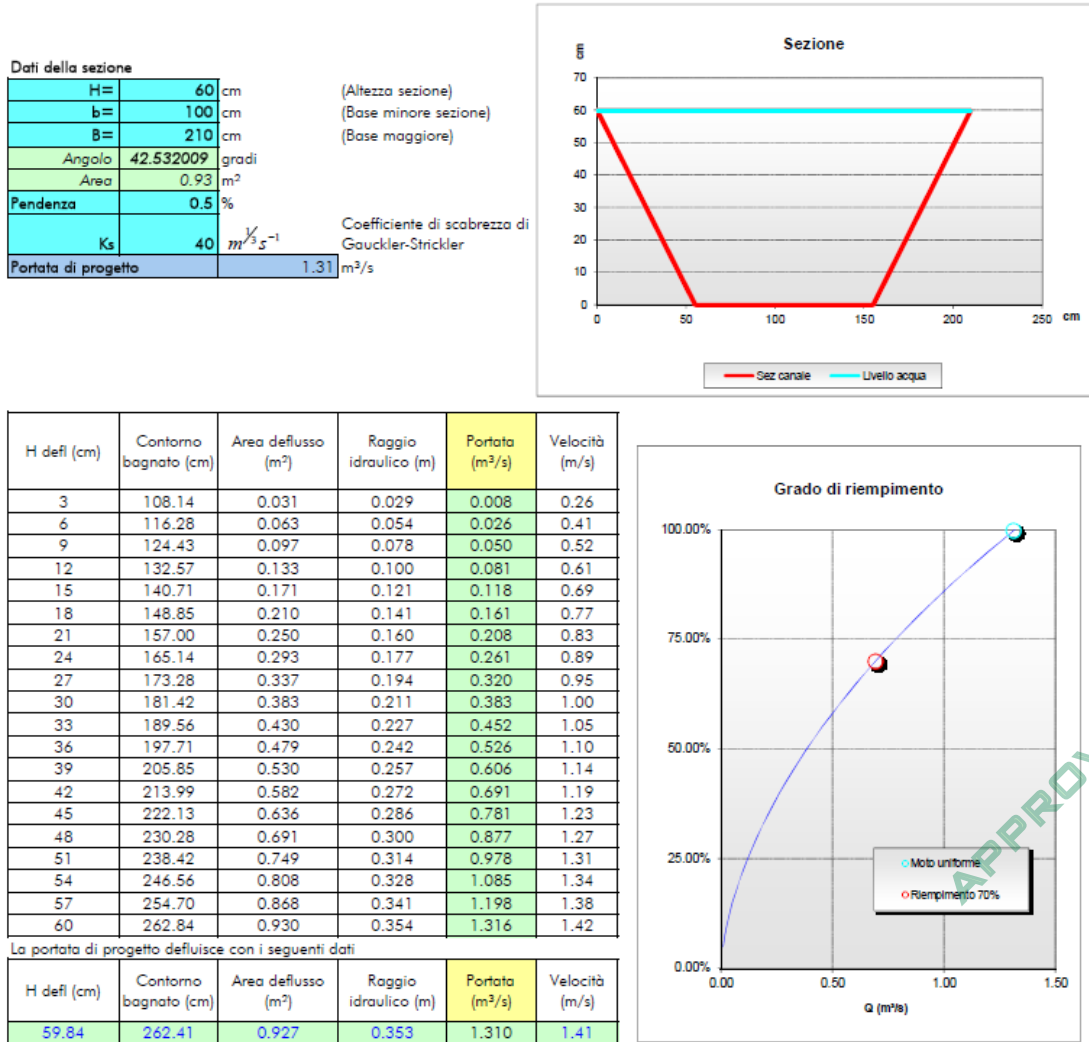 Dati della sezione
H= 60 cm (Altezza sezione)
b= 100 cm (Base minore sezione)
B= 210 cm (Base maggiore)
Angolo 42.532009 gradi
Area 0.93 m²
Pendenza 0.5 %
Ks 40 m^⅓ s⁻¹ Coefficiente di scabrezza di
Gauckler-Strickler
Portata di progetto 1.31 m³/s
Sezione
cm
70
60
50
40
30
20
10
0
0 50 100 150 200 250 cm
Sez canale Livello acqua
H defl (cm) Contorno bagnato (cm) Area deflusso (m²) Raggio idraulico (m) Portata (m³/s) Velocità (m/s)
3 108.14 0.031 0.029 0.008 0.26
6 116.28 0.063 0.054 0.026 0.41
9 124.43 0.097 0.078 0.050 0.52
12 132.57 0.133 0.100 0.081 0.61
15 140.71 0.171 0.121 0.118 0.69
18 148.85 0.210 0.141 0.161 0.77
21 157.00 0.250 0.160 0.208 0.83
24 165.14 0.293 0.177 0.261 0.89
27 173.28 0.337 0.194 0.320 0.95
30 181.42 0.383 0.211 0.383 1.00
33 189.56 0.430 0.227 0.452 1.05
36 197.71 0.479 0.242 0.526 1.10
39 205.85 0.530 0.257 0.606 1.14
42 213.99 0.582 0.272 0.691 1.19
45 222.13 0.636 0.286 0.781 1.23
48 230.28 0.691 0.300 0.877 1.27
51 238.42 0.749 0.314 0.978 1.31
54 246.56 0.808 0.328 1.085 1.34
57 254.70 0.868 0.341 1.198 1.38
60 262.84 0.930 0.354 1.316 1.42
La portata di progetto defluisce con i seguenti dati
H defl (cm) Contorno bagnato (cm) Area deflusso (m²) Raggio idraulico (m) Portata (m³/s) Velocità (m/s)
59.84 262.41 0.927 0.353 1.310 1.41
Grado di riempimento
100.00%
75.00%
50.00%
25.00%
0.00%
0.00 0.50 1.00 1.50
Q (m³/s)
Moto uniforme
Riempimento 70%
APPROV